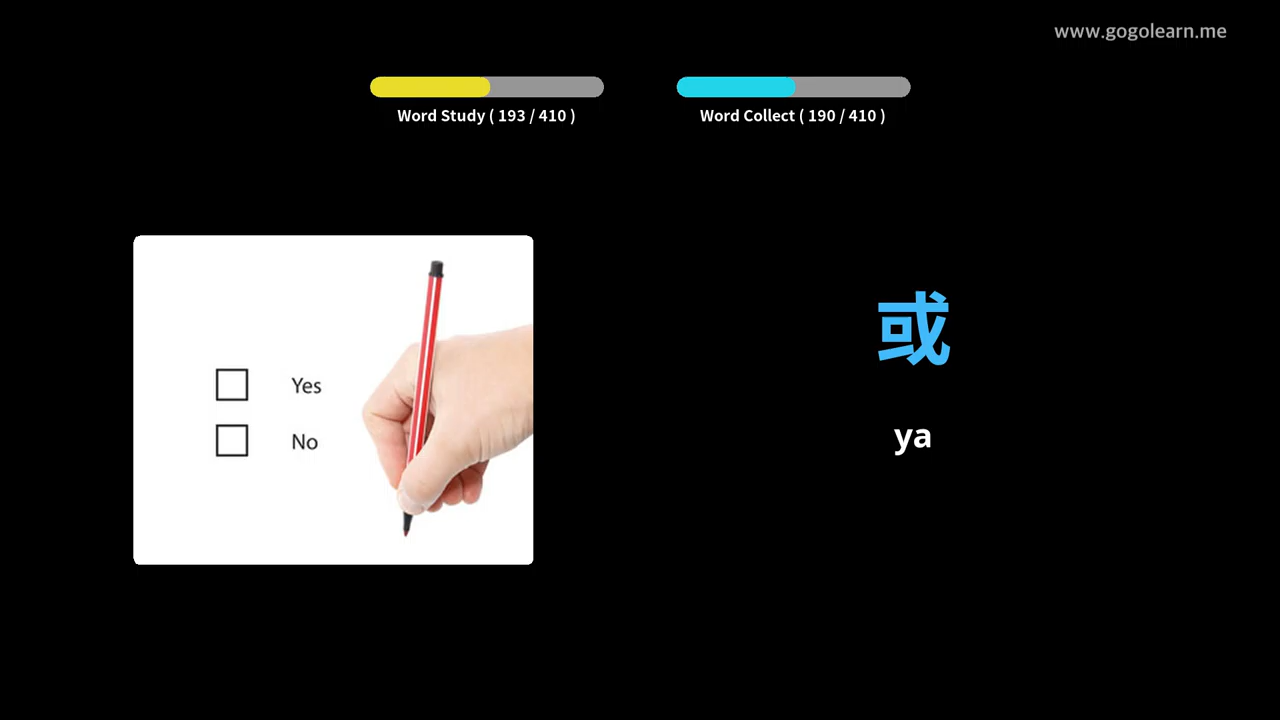 www.gogolearn.me
Word Study ( 193 / 410 )
Word Collect ( 190 / 410 )
Yes
No
或
ya